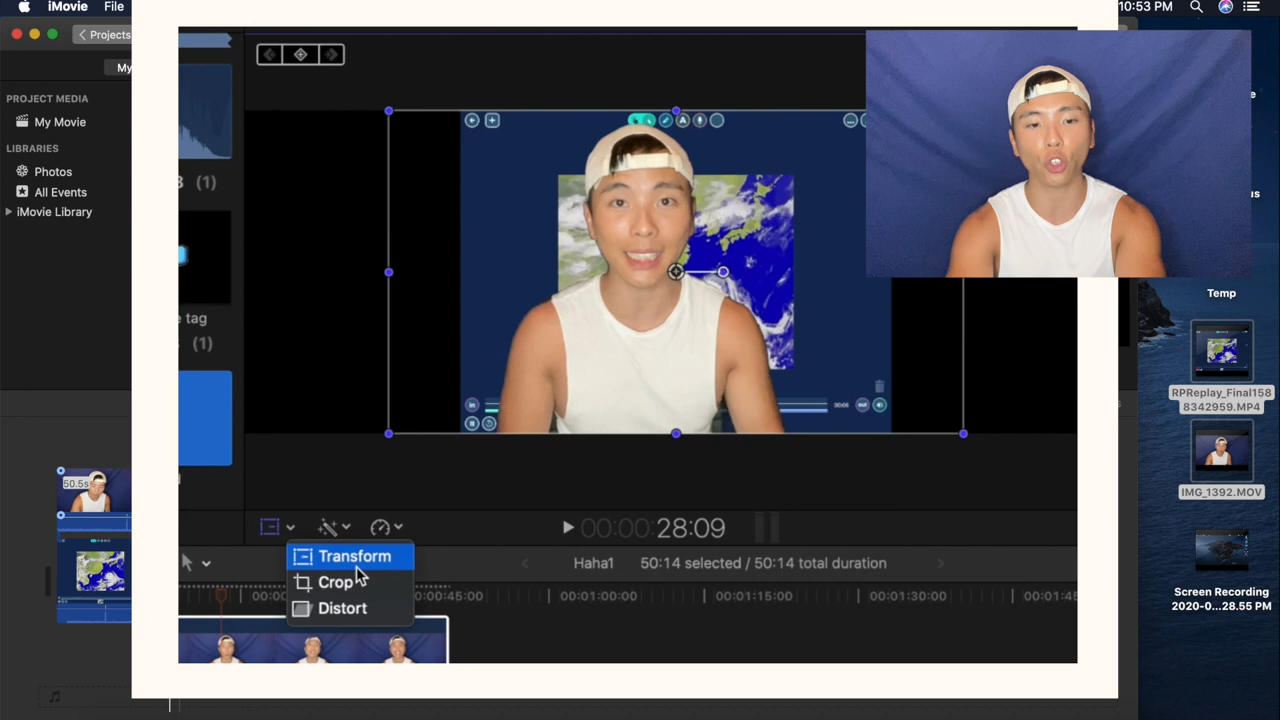 iMovie File
10:53 PM
Projects
My
PROJECT MEDIA
My Movie
LIBRARIES
Photos
All Events
iMovie Library
(1)
e tag
(1)
50.5s
00:00:28:09
Transform
Crop
Distort
Haha1 50:14 selected / 50:14 total duration
00:00:45:00 00:01:00:00 00:01:15:00 00:01:30:00 00:01:45
Temp
RPReplay_Final158
8342959.MP4
IMG_1392.MOV
Screen Recording
2020-0...28.55 PM